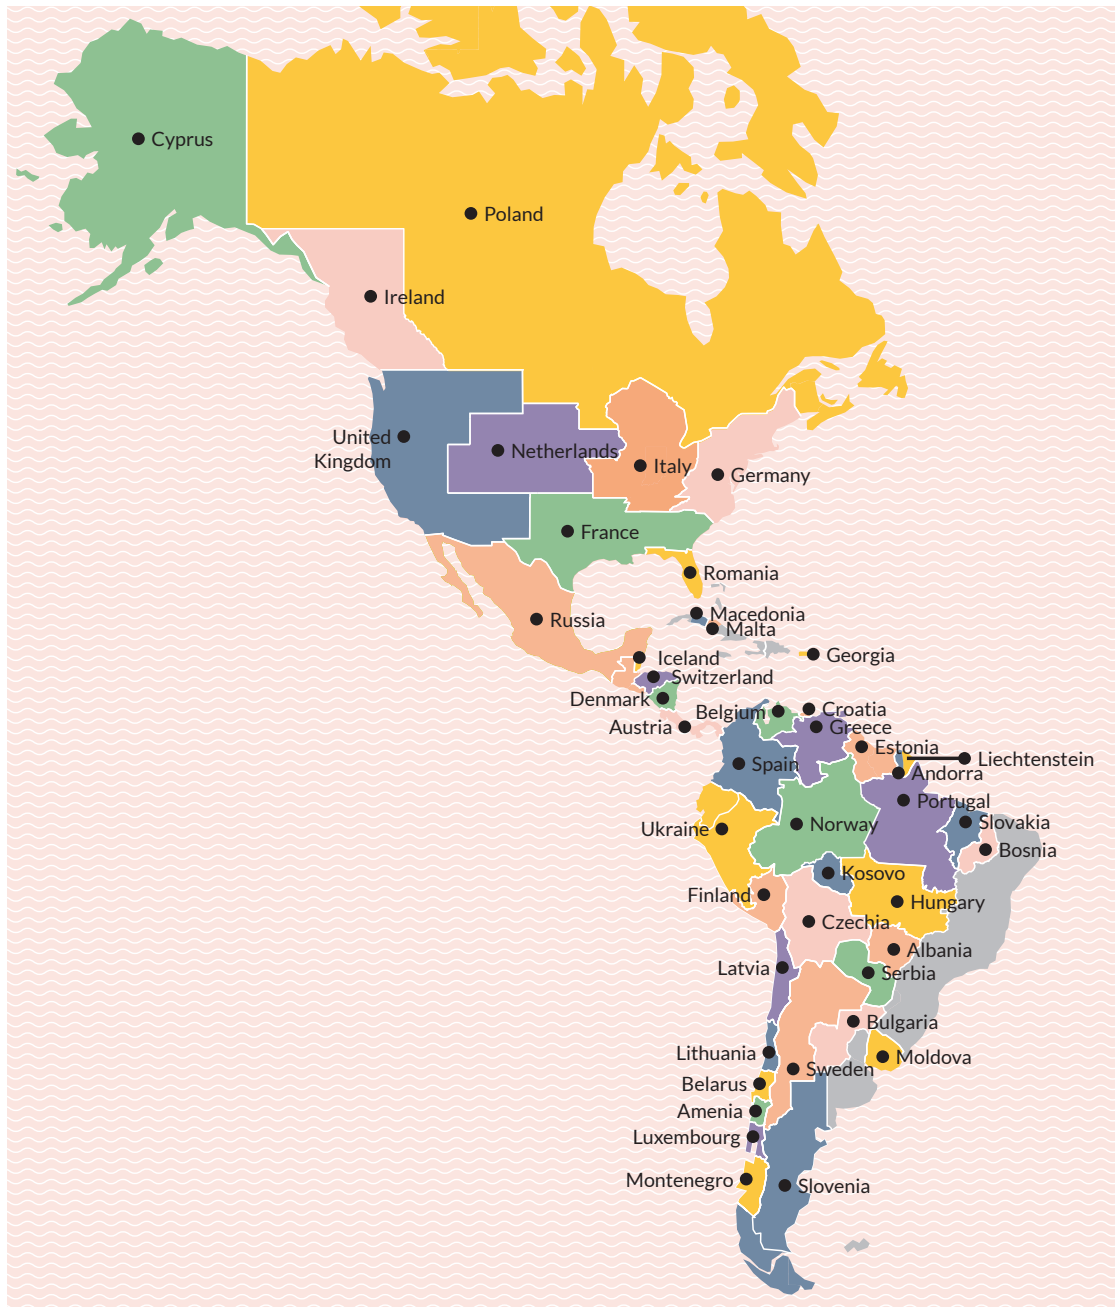 Cyprus
Poland
Ireland
United
Kingdom
Netherlands
Italy
Germany
France
Romania
Macedonia
Russia
Malta
Iceland
Georgia
Switzerland
Denmark
Belgium
Croatia
Austria
Greece
Estonia
Liechtenstein
Spain
Andorra
Portugal
Ukraine
Norway
Slovakia
Bosnia
Kosovo
Finland
Hungary
Czechia
Albania
Latvia
Serbia
Bulgaria
Lithuania
Moldova
Sweden
Belarus
Amenia
Luxembourg
Montenegro
Slovenia